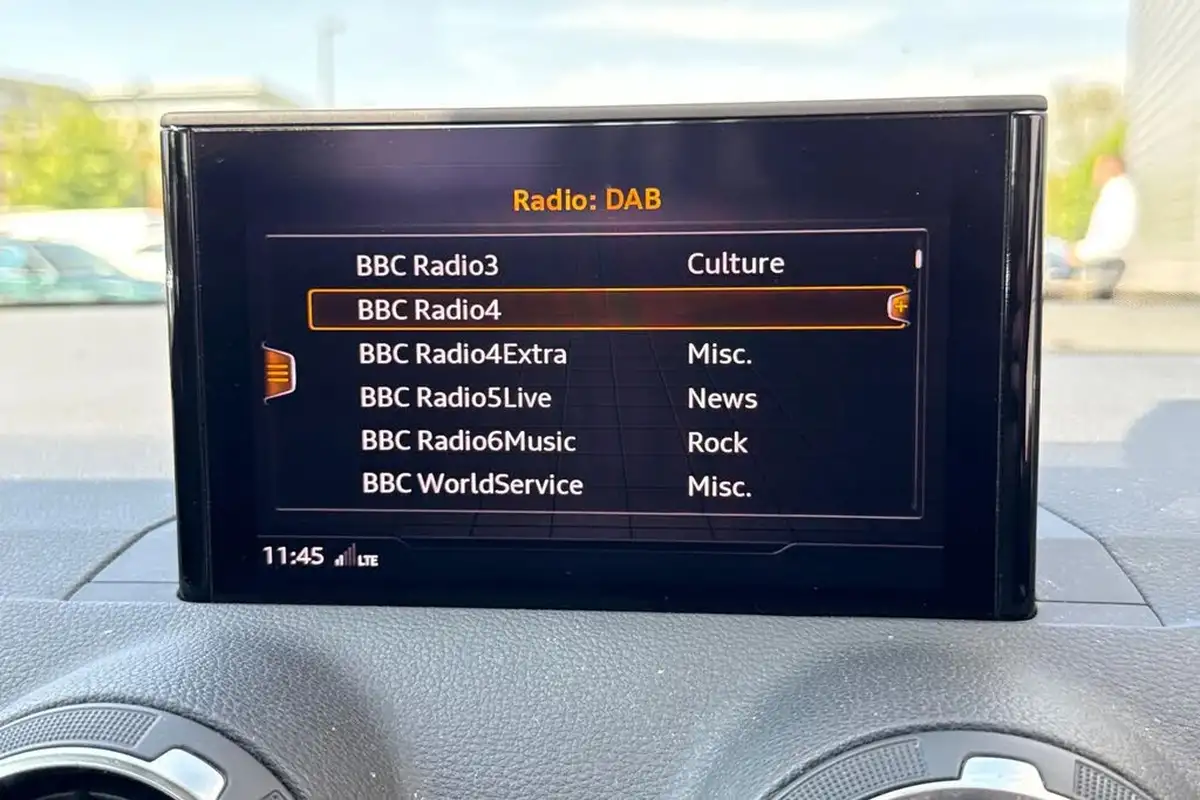 Radio: DAB
BBC Radio3 Culture
BBC Radio4
BBC Radio4Extra Misc.
BBC Radio5Live News
BBC Radio6Music Rock
BBC WorldService Misc.
11:45 LTE